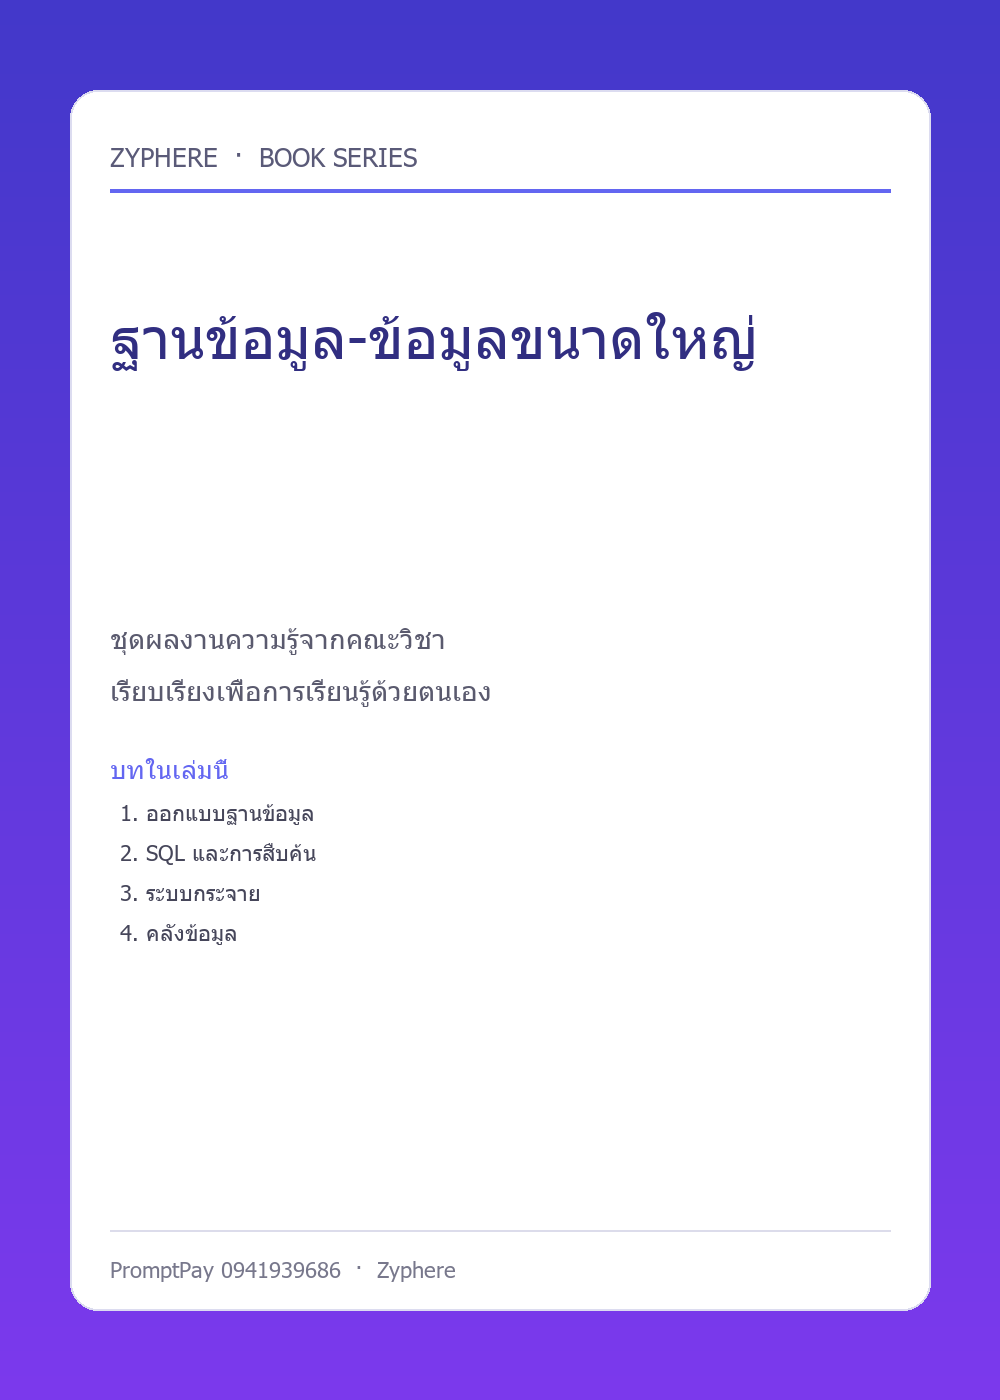 ZYPHERE · BOOK SERIES
ฐานข้อมูล-ข้อมูลขนาดใหญ่
ชุดผลงานความรู้จากคณะวิชา
เรียบเรียงเพื่อการเรียนรู้ด้วยตนเอง
บทในเล่มนี้
1. ออกแบบฐานข้อมูล
2. SQL และการสืบค้น
3. ระบบกระจาย
4. คลังข้อมูล
PromptPay 0941939686 · Zyphere